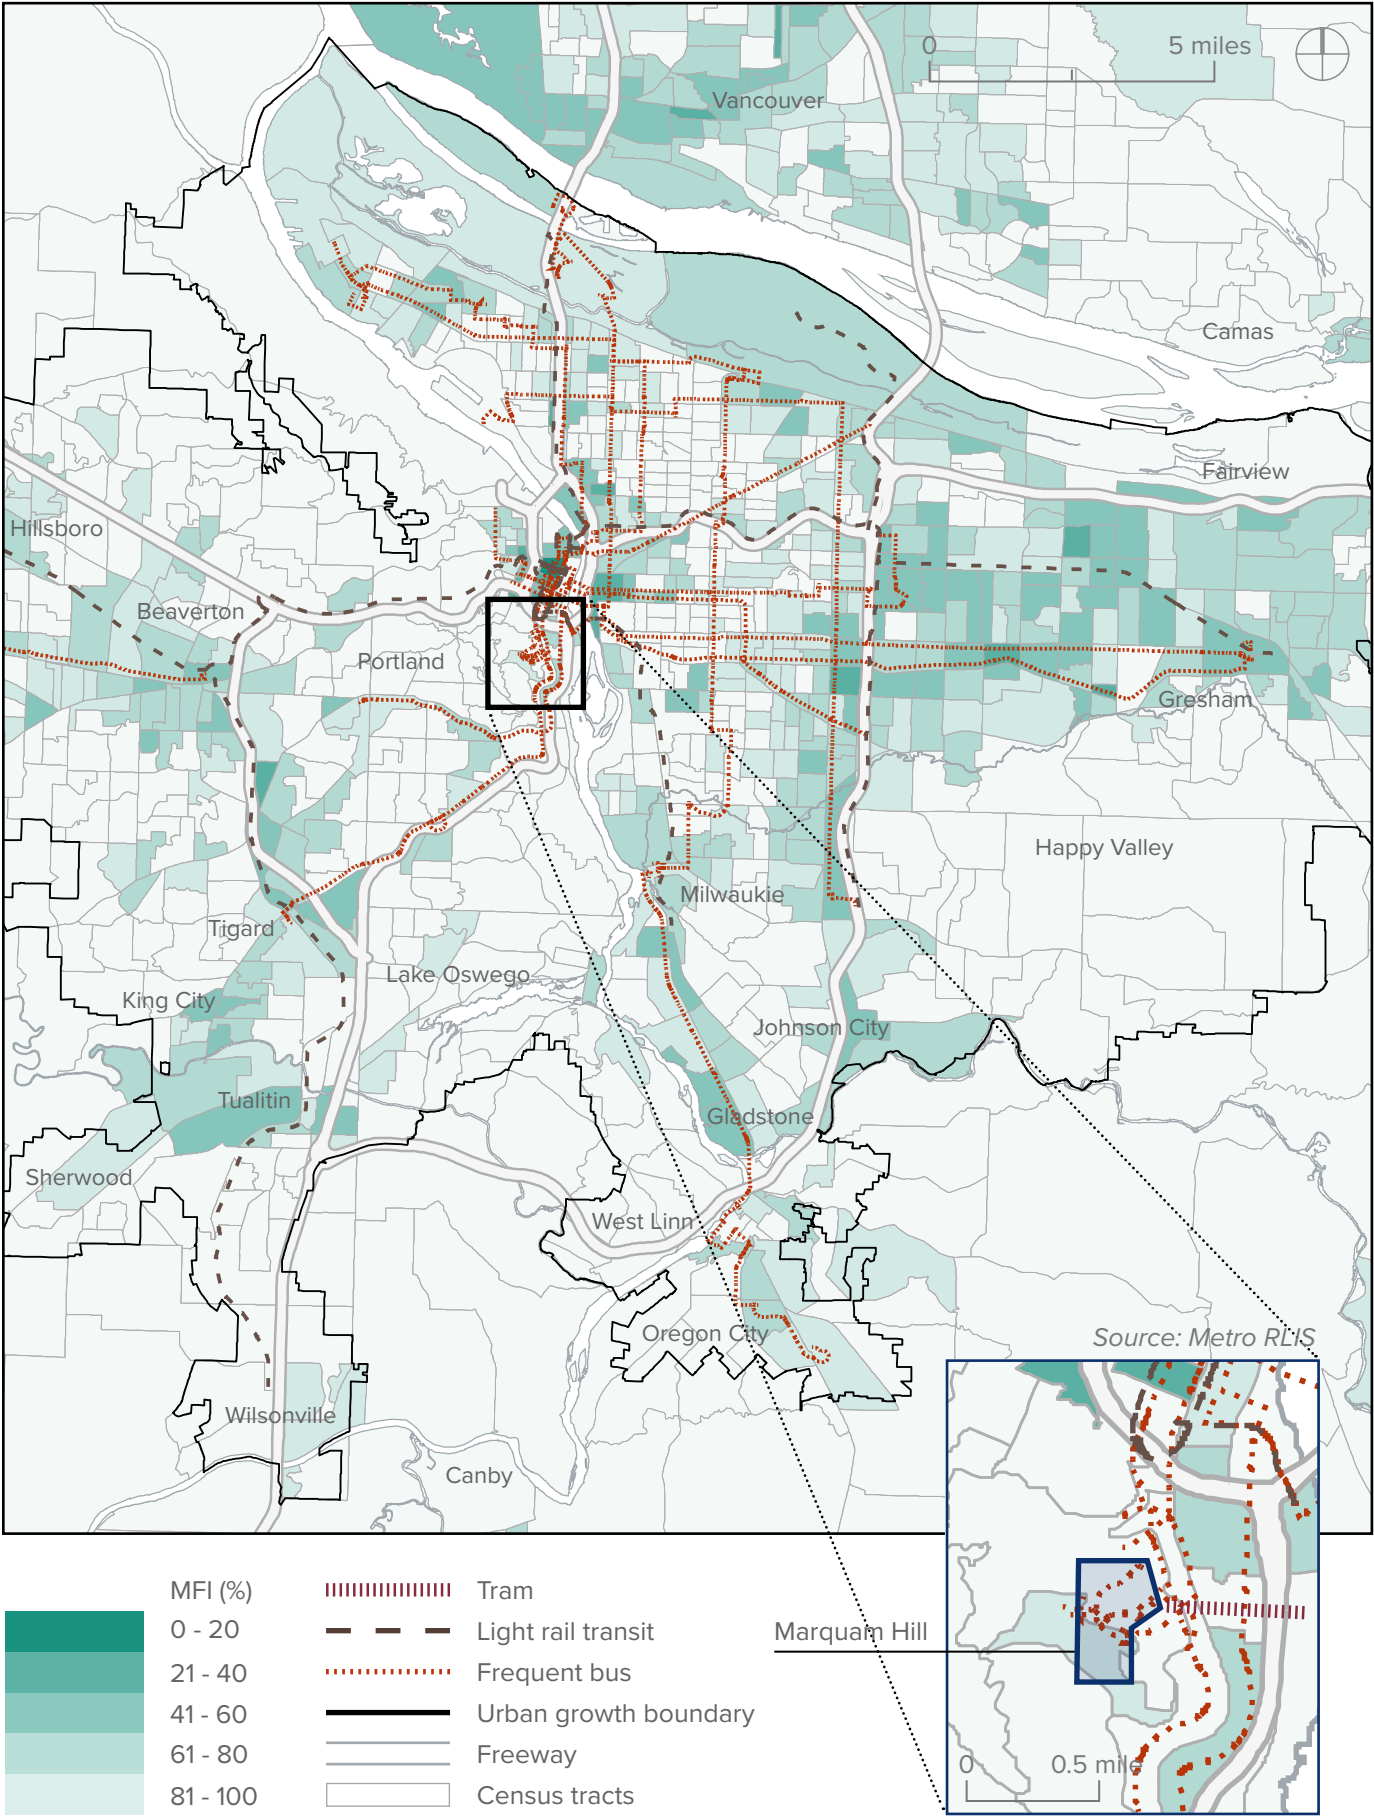 0 5 miles
Vancouver
Camas
Fairview
Hillsboro
Beaverton
Portland
Gresham
Happy Valley
Milwaukie
Tigard
Lake Oswego
King City
Johnson City
Tualitin
Gladstone
Sherwood
West Linn
Oregon City
Source: Metro RLIS
Wilsonville
Canby
MFI (%)
0 - 20
21 - 40
41 - 60
61 - 80
81 - 100
Tram
Light rail transit
Frequent bus
Urban growth boundary
Freeway
Census tracts
Marquam Hill
0 0.5 mile